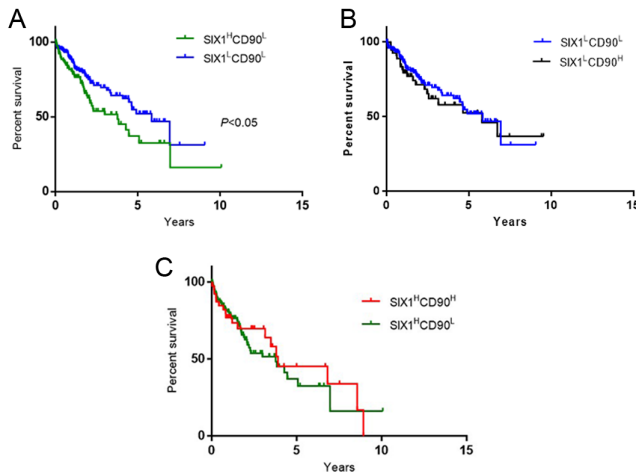 A
SIX1ᴴCD90ᴸ
SIX1ᴸCD90ᴸ
P<0.05
Percent survival
100
50
0
0 5 10 15
Years
B
SIX1ᴸCD90ᴸ
SIX1ᴸCD90ᴴ
Percent survival
100
50
0
0 5 10 15
Years
C
SIX1ᴴCD90ᴴ
SIX1ᴴCD90ᴸ
Percent survival
100
50
0
0 5 10 15
Years